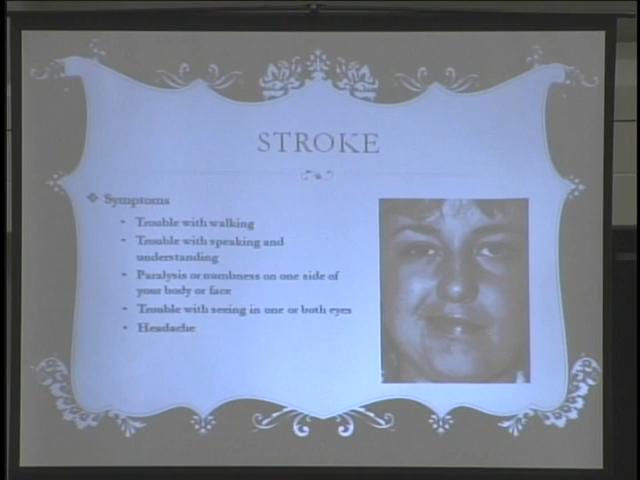 STROKE
Symptoms
Trouble with walking
Trouble with speaking and
understanding
Paralysis or numbness on one side of
your body or face
Trouble with seeing in one or both eyes
Headache